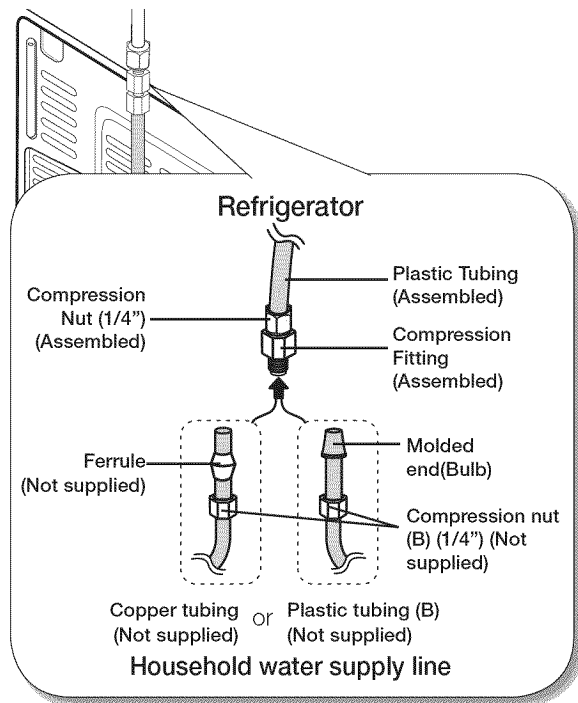 Refrigerator
Compression
Nut (1/4”)
(Assembled)
Plastic Tubing
(Assembled)
Compression
Fitting
(Assembled)
Ferrule
(Not supplied)
Molded
end(Bulb)
Compression nut
(B) (1/4”) (Not
supplied)
Copper tubing
(Not supplied)
or
Plastic tubing (B)
(Not supplied)
Household water supply line